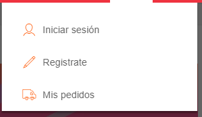 Iniciar sesión
Registrate
Mis pedidos